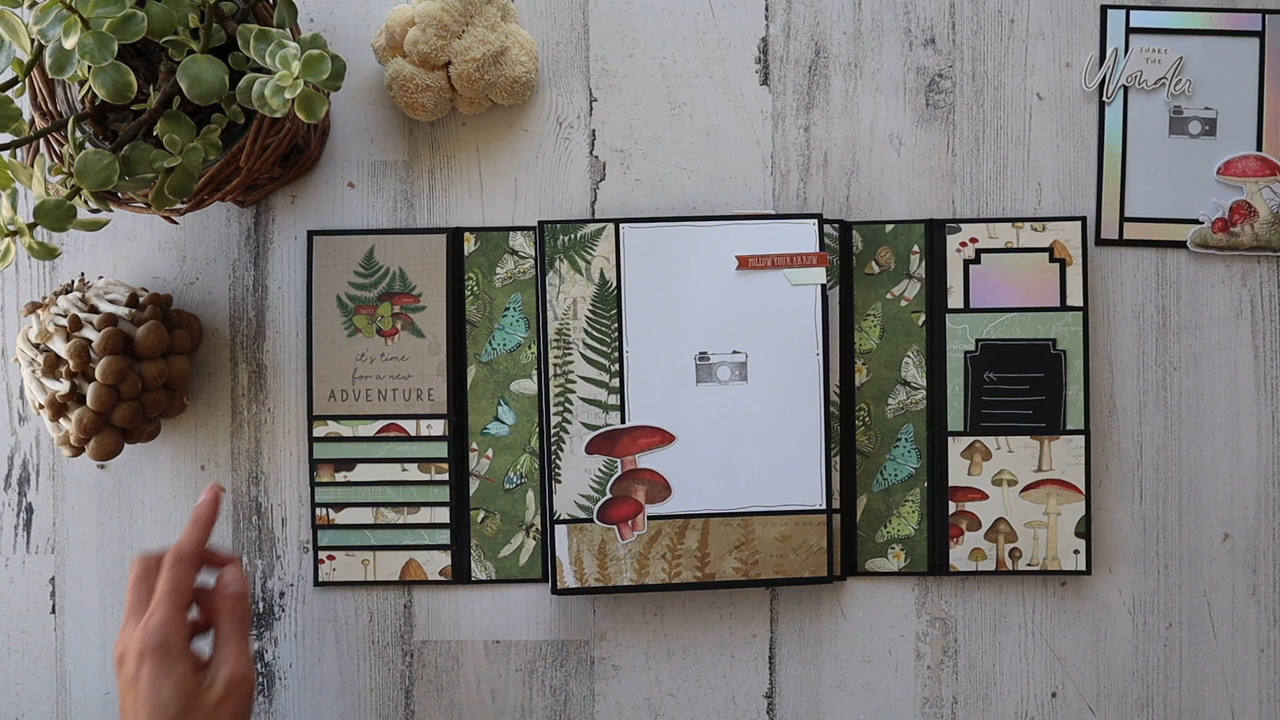 it's time
for a new
ADVENTURE
FOLLOW YOUR ARROW
SHARE
THE
Wonder